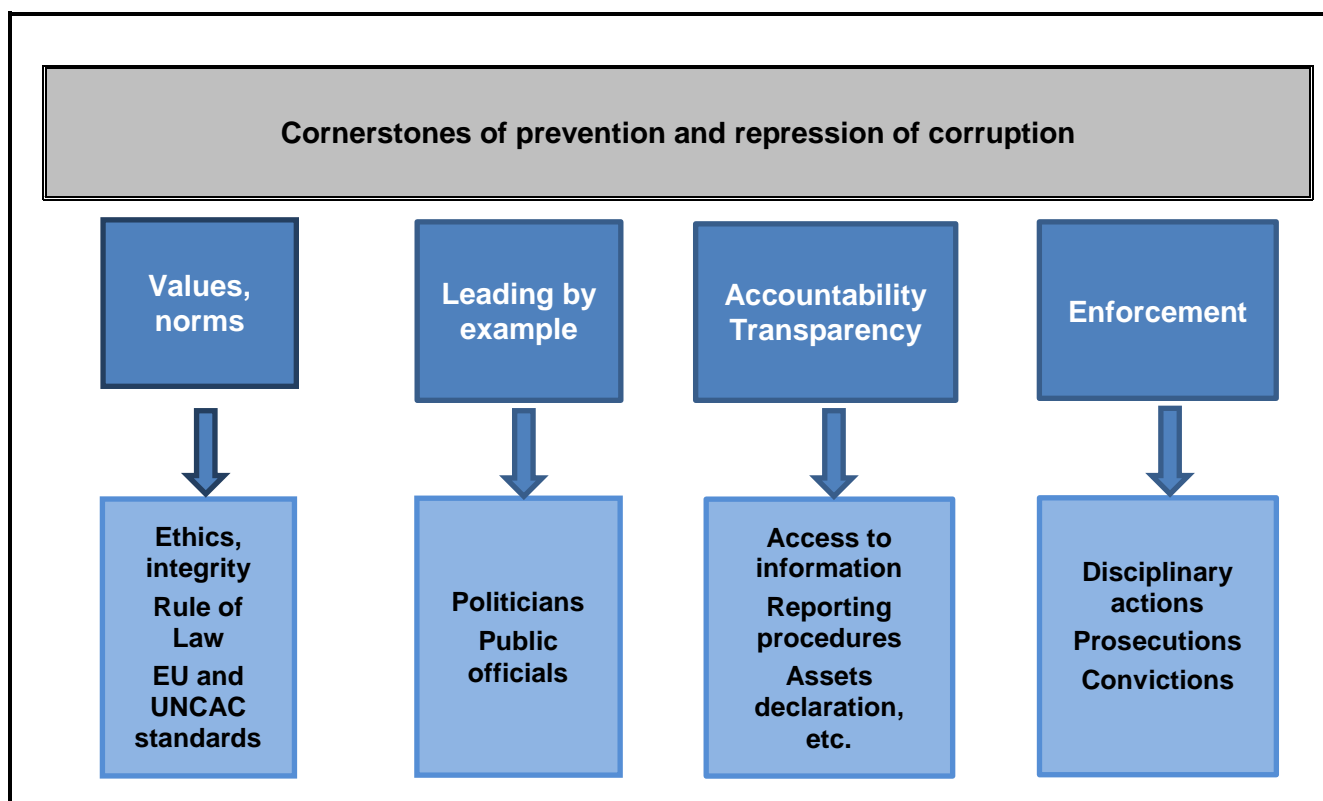 Cornerstones of prevention and repression of corruption
Values,
norms
Leading by
example
Accountability
Transparency
Enforcement
Ethics,
integrity
Rule of
Law
EU and
UNCAC
standards
Politicians
Public
officials
Access to
information
Reporting
procedures
Assets
declaration,
etc.
Disciplinary
actions
Prosecutions
Convictions